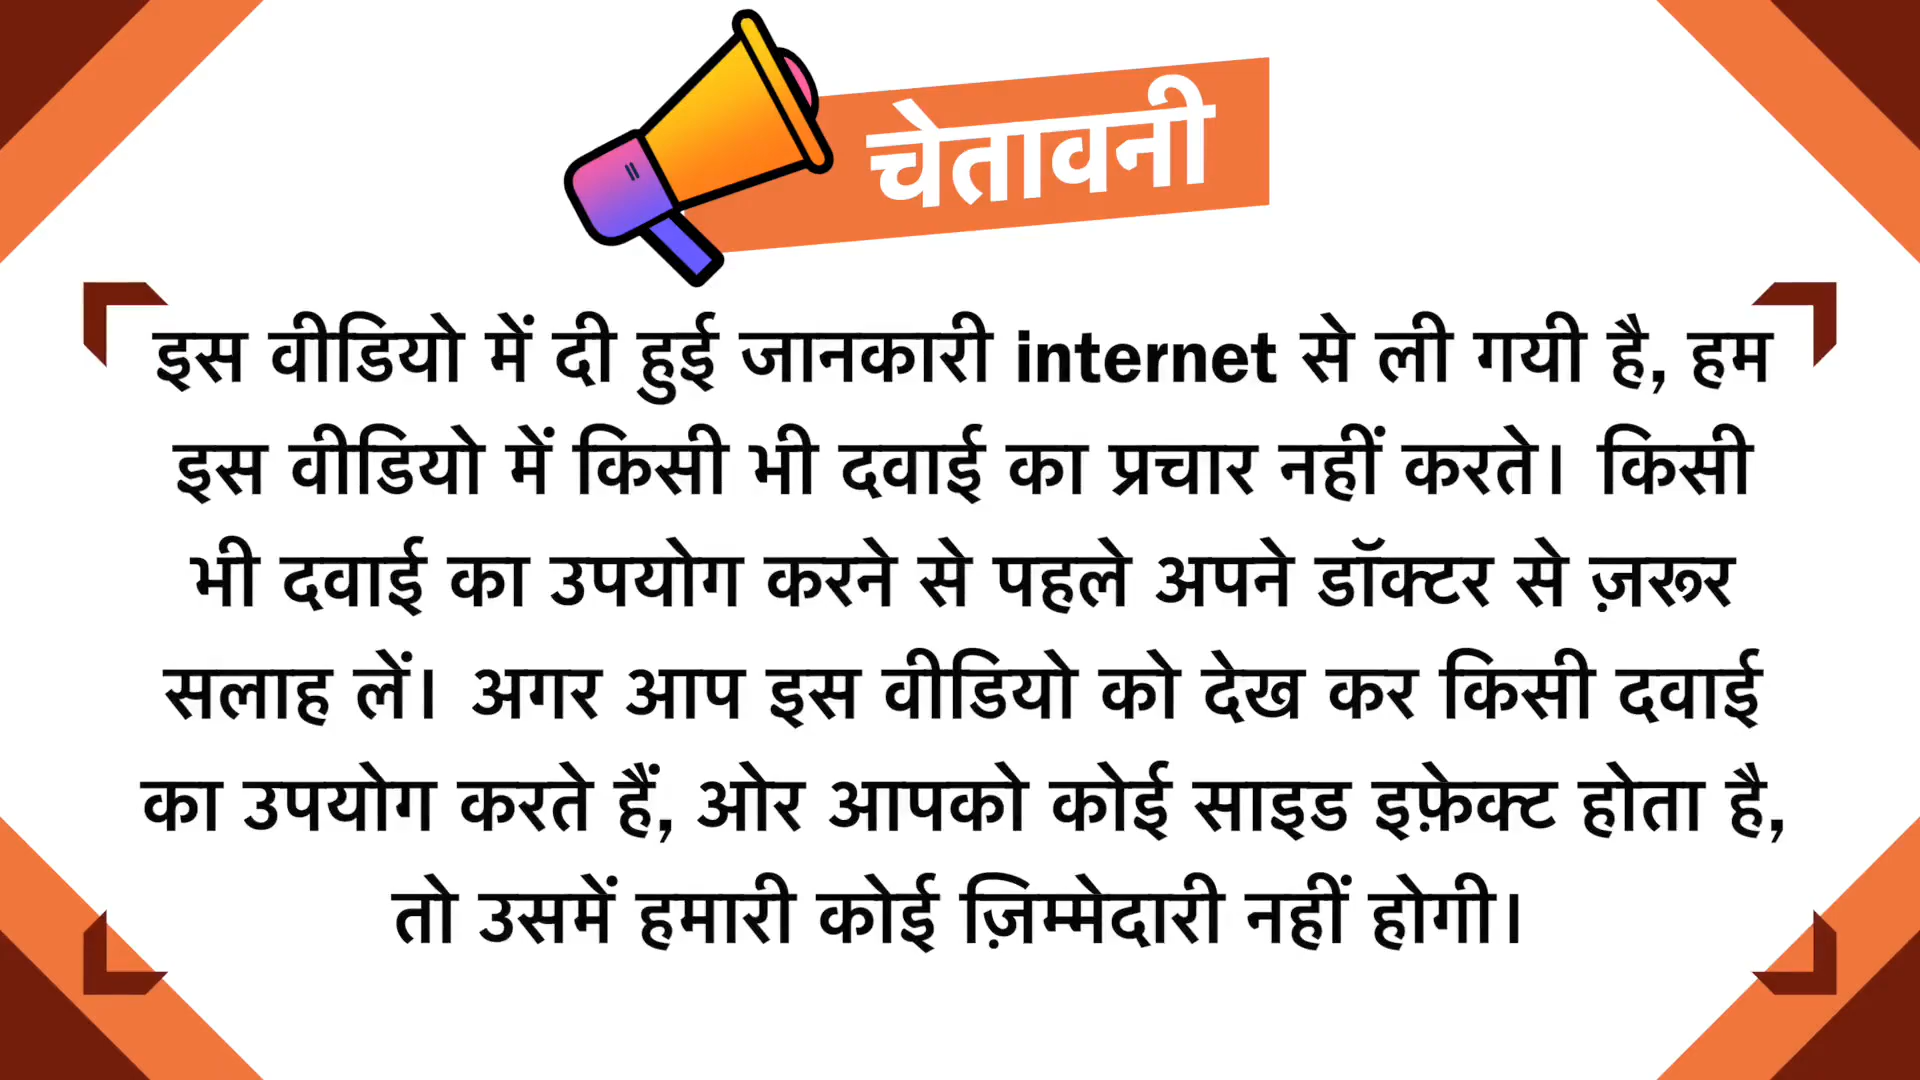 चेतावनी
इस वीडियो में दी हुई जानकारी internet से ली गयी है, हम
इस वीडियो में किसी भी दवाई का प्रचार नहीं करते। किसी
भी दवाई का उपयोग करने से पहले अपने डॉक्टर से ज़रूर
सलाह लें। अगर आप इस वीडियो को देख कर किसी दवाई
का उपयोग करते हैं, ओर आपको कोई साइड इफ़ेक्ट होता है,
तो उसमें हमारी कोई ज़िम्मेदारी नहीं होगी।